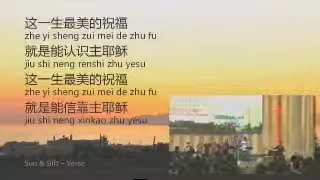 这一生最美的祝福
zhe yi sheng zui mei de zhu fu
就是能认识主耶稣
jiu shi neng renshi zhu yesu
这一生最美的祝福
zhe yi sheng zui mei de zhu fu
就是能信靠主耶稣
jiu shi neng xinkao zhu yesu
Verse